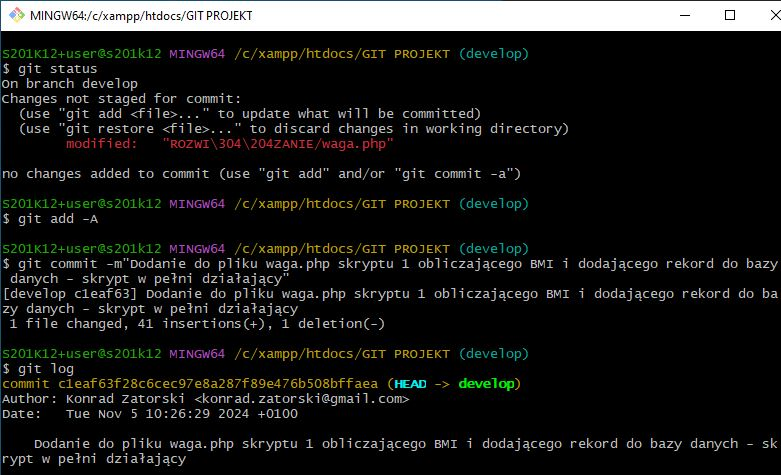 MINGW64:/c/xampp/htdocs/GIT PROJEKT
S201K12+user@s201k12 MINGW64 /c/xampp/htdocs/GIT PROJEKT (develop)
$ git status
On branch develop
Changes not staged for commit:
  (use "git add <file>..." to update what will be committed)
  (use "git restore <file>..." to discard changes in working directory)
        modified:   "ROZWI\304\204ZANIE/waga.php"
no changes added to commit (use "git add" and/or "git commit -a")
S201K12+user@s201k12 MINGW64 /c/xampp/htdocs/GIT PROJEKT (develop)
$ git add -A
S201K12+user@s201k12 MINGW64 /c/xampp/htdocs/GIT PROJEKT (develop)
$ git commit -m"Dodanie do pliku waga.php skryptu 1 obliczającego BMI i dodającego rekord do bazy
 danych - skrypt w pełni działający"
[develop c1eaf63] Dodanie do pliku waga.php skryptu 1 obliczającego BMI i dodającego rekord do ba
zy danych - skrypt w pełni działający
 1 file changed, 41 insertions(+), 1 deletion(-)
S201K12+user@s201k12 MINGW64 /c/xampp/htdocs/GIT PROJEKT (develop)
$ git log
commit c1eaf63f28c6cec97e8a287f89e476b508bffaea (HEAD -> develop)
Author: Konrad Zatorski <konrad.zatorski@gmail.com>
Date:   Tue Nov 5 10:26:29 2024 +0100
    Dodanie do pliku waga.php skryptu 1 obliczającego BMI i dodającego rekord do bazy danych - sk
rypt w pełni działający